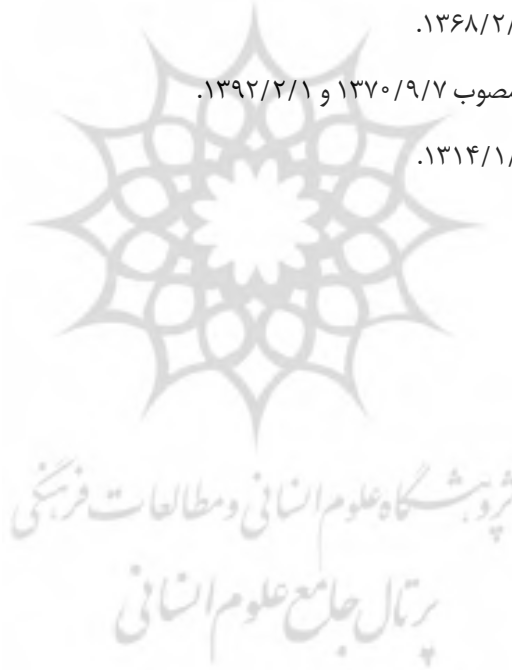 ۱۳۶۸/۲/.
مصوب ۱۳۷۰/۹/۷ و ۱۳۹۲/۲/۱.
۱۳۱۴/۱/.
پژوهشگاه علوم انسانی و مطالعات فرهنگی
پرتال جامع علوم انسانی